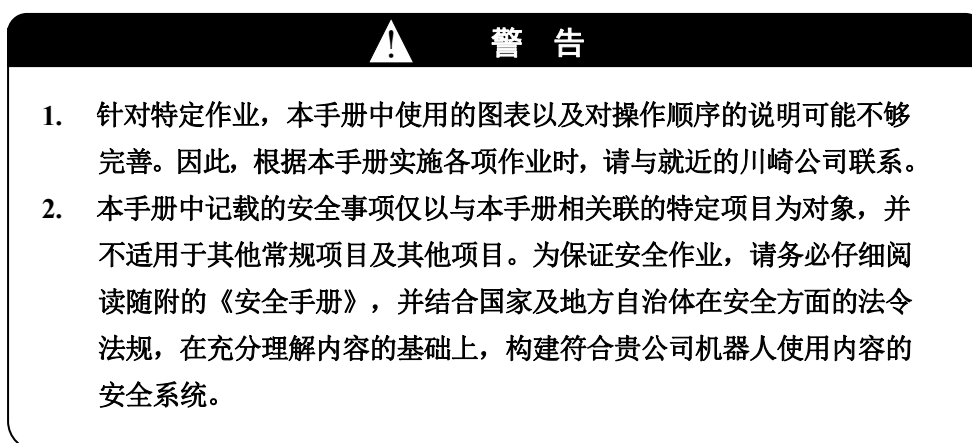 警 告
1. 针对特定作业，本手册中使用的图表以及对操作顺序的说明可能不够
完善。因此，根据本手册实施各项作业时，请与就近的川崎公司联系。
2. 本手册中记载的安全事项仅以与本手册相关联的特定项目为对象，并
不适用于其他常规项目及其他项目。为保证安全作业，请务必仔细阅
读随附的《安全手册》，并结合国家及地方自治体在安全方面的法令
法规，在充分理解内容的基础上，构建符合贵公司机器人使用内容的
安全系统。